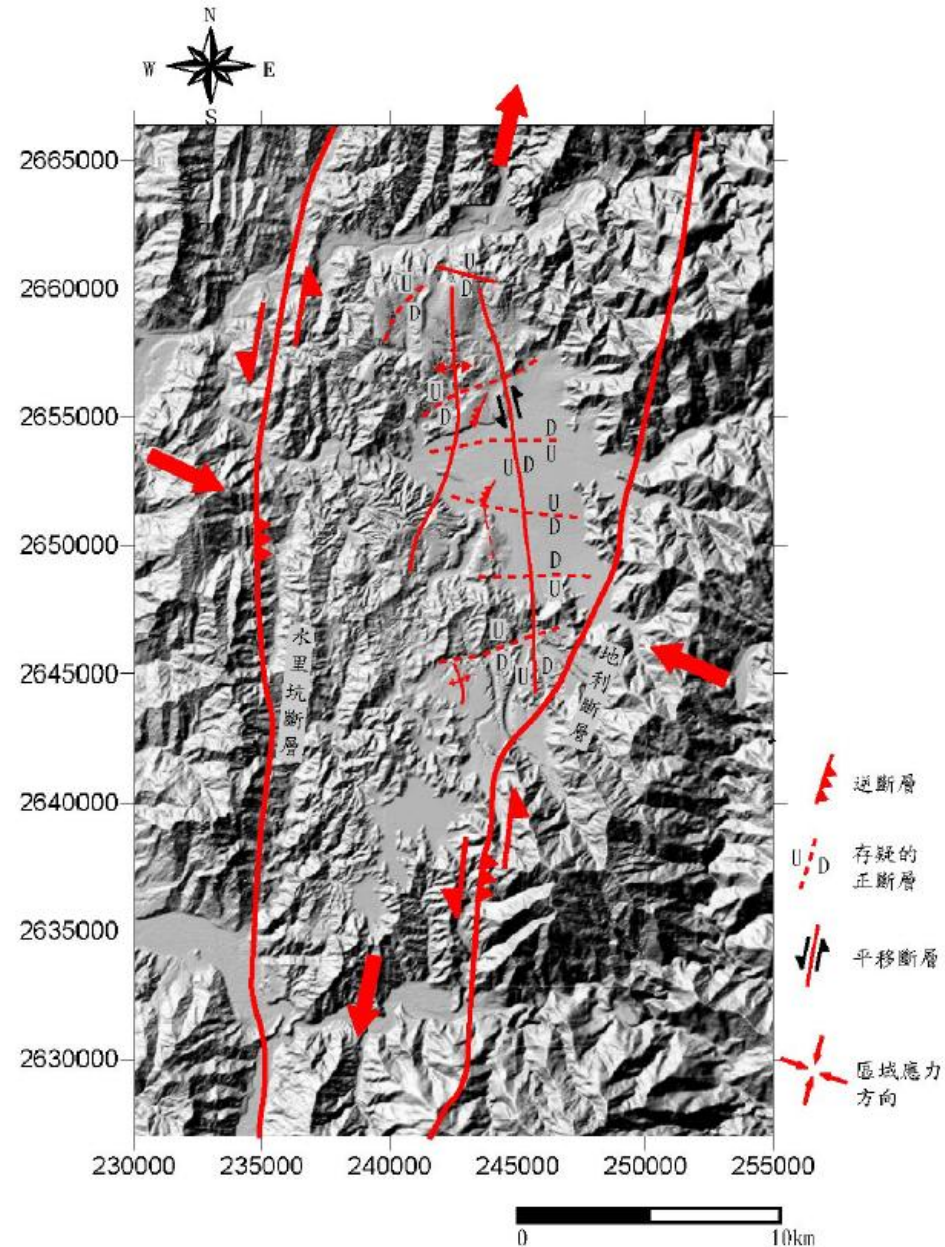 N
W E
S
2665000
2660000
2655000
2650000
2645000
2640000
2635000
2630000
U
D
U
D
U
D
D
U
U D
U
D
D
U
U
D
U D
水里坑斷層
地利斷層
逆斷層
U D
存疑的
正斷層
平移斷層
區域應力
方向
230000 235000 240000 245000 250000 255000
0 10km